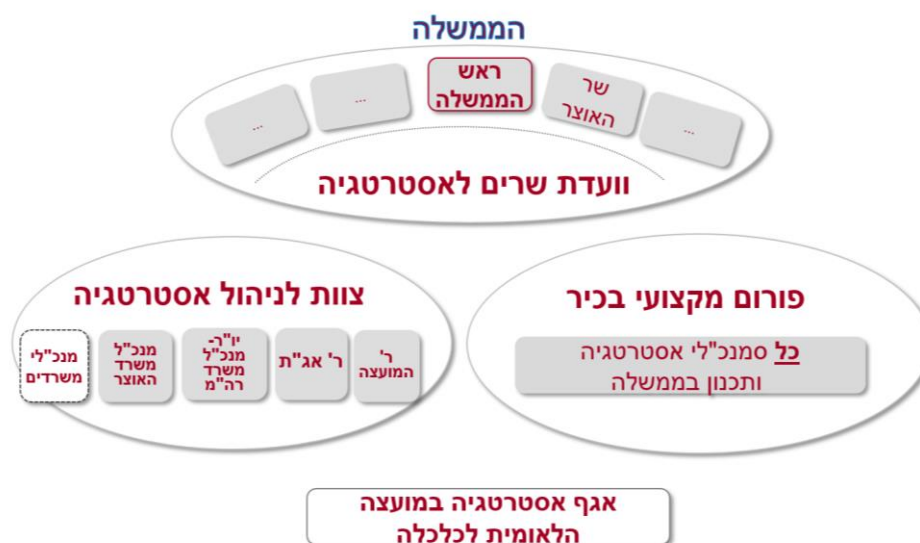 הממשלה
שר
האוצר
ראש
הממשלה
...
...
...
וועדת שרים לאסטרטגיה
פורום מקצועי בכיר
כל סמנכ"לי אסטרטגיה
ותכנון בממשלה
צוות לניהול אסטרטגיה
ר'
המועצה
ר' אג"ת
יו"ר-
מנכ"ל
משרד
רה"מ
מנכ"ל
משרד
האוצר
מנכ"לי
משרדים
אגף אסטרטגיה במועצה
הלאומית לכלכלה